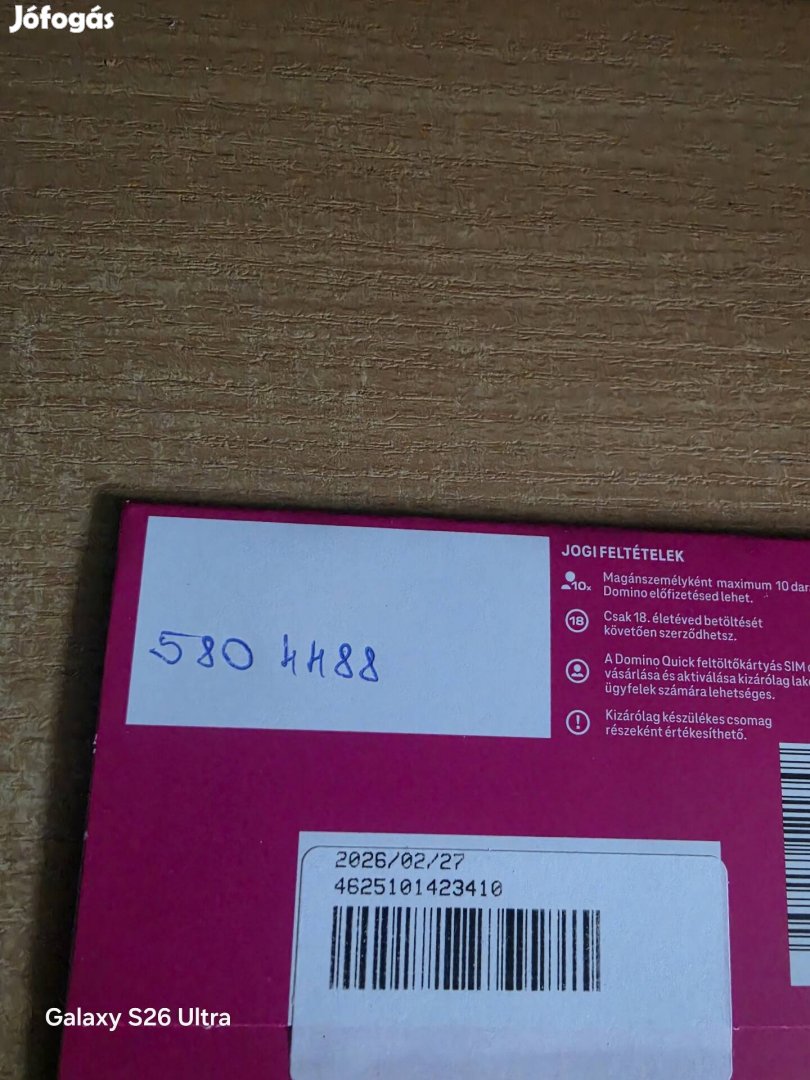 Jófogás
JOGI FELTÉTELEK
10x
Magánszemélyként maximum 10
Domino előfizetésed lehet.
18
Csak 18. életéved betöltését
követően szerződhetsz.
A Domino Quick feltöltőkártyás SIM
vásárlása és aktiválása kizárólag
ügyfelek számára lehetséges.
!
Kizárólag készülékes csomag
részeként értékesíthető.
580 4488
2026/02/27
4625101423410
Galaxy S26 Ultra